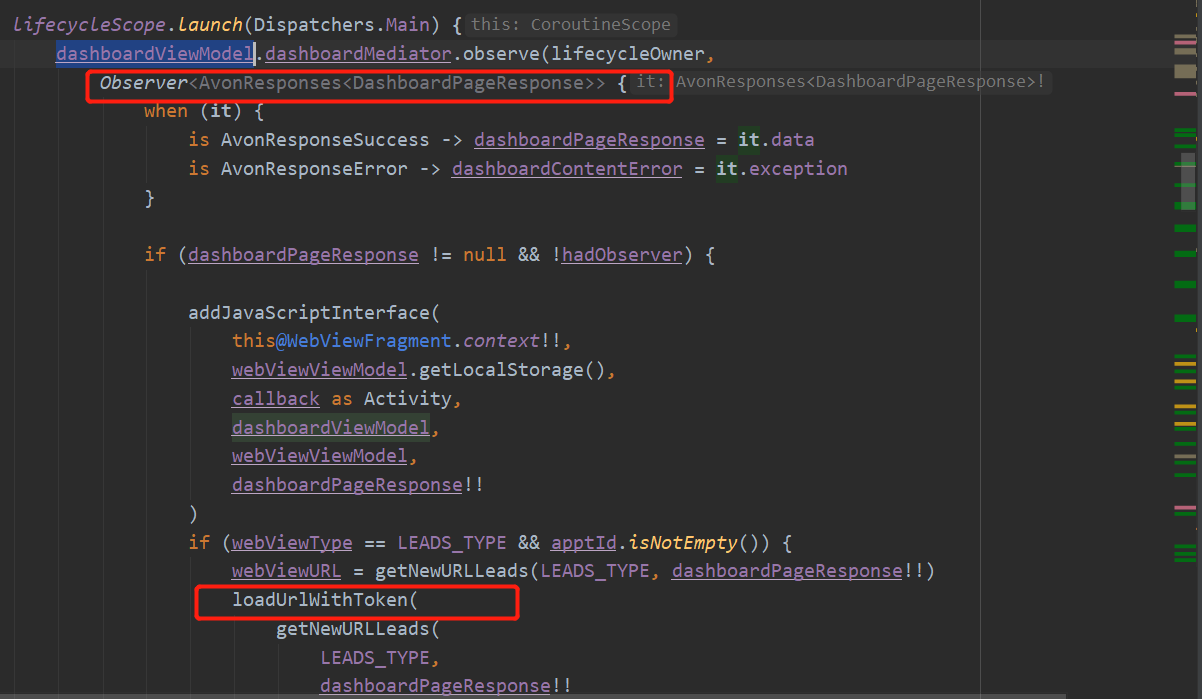 lifecycleScope.launch(Dispatchers.Main) { this: CoroutineScope
dashboardViewModel.dashboardMediator.observe(lifecycleOwner,
Observer<AvonResponses<DashboardPageResponse>> { it: AvonResponses<DashboardPageResponse>!
when (it) {
is AvonResponseSuccess -> dashboardPageResponse = it.data
is AvonResponseError -> dashboardContentError = it.exception
}
if (dashboardPageResponse != null && !hadObserver) {
addJavaScriptInterface(
this@WebViewFragment.context!!,
webViewViewModel.getLocalStorage(),
callback as Activity,
dashboardViewModel,
webViewViewModel,
dashboardPageResponse!!
)
if (webViewType == LEADS_TYPE && apptId.isNotEmpty()) {
webViewURL = getNewURLLeads(LEADS_TYPE, dashboardPageResponse!!)
loadUrlWithToken(
getNewURLLeads(
LEADS_TYPE,
dashboardPageResponse!!